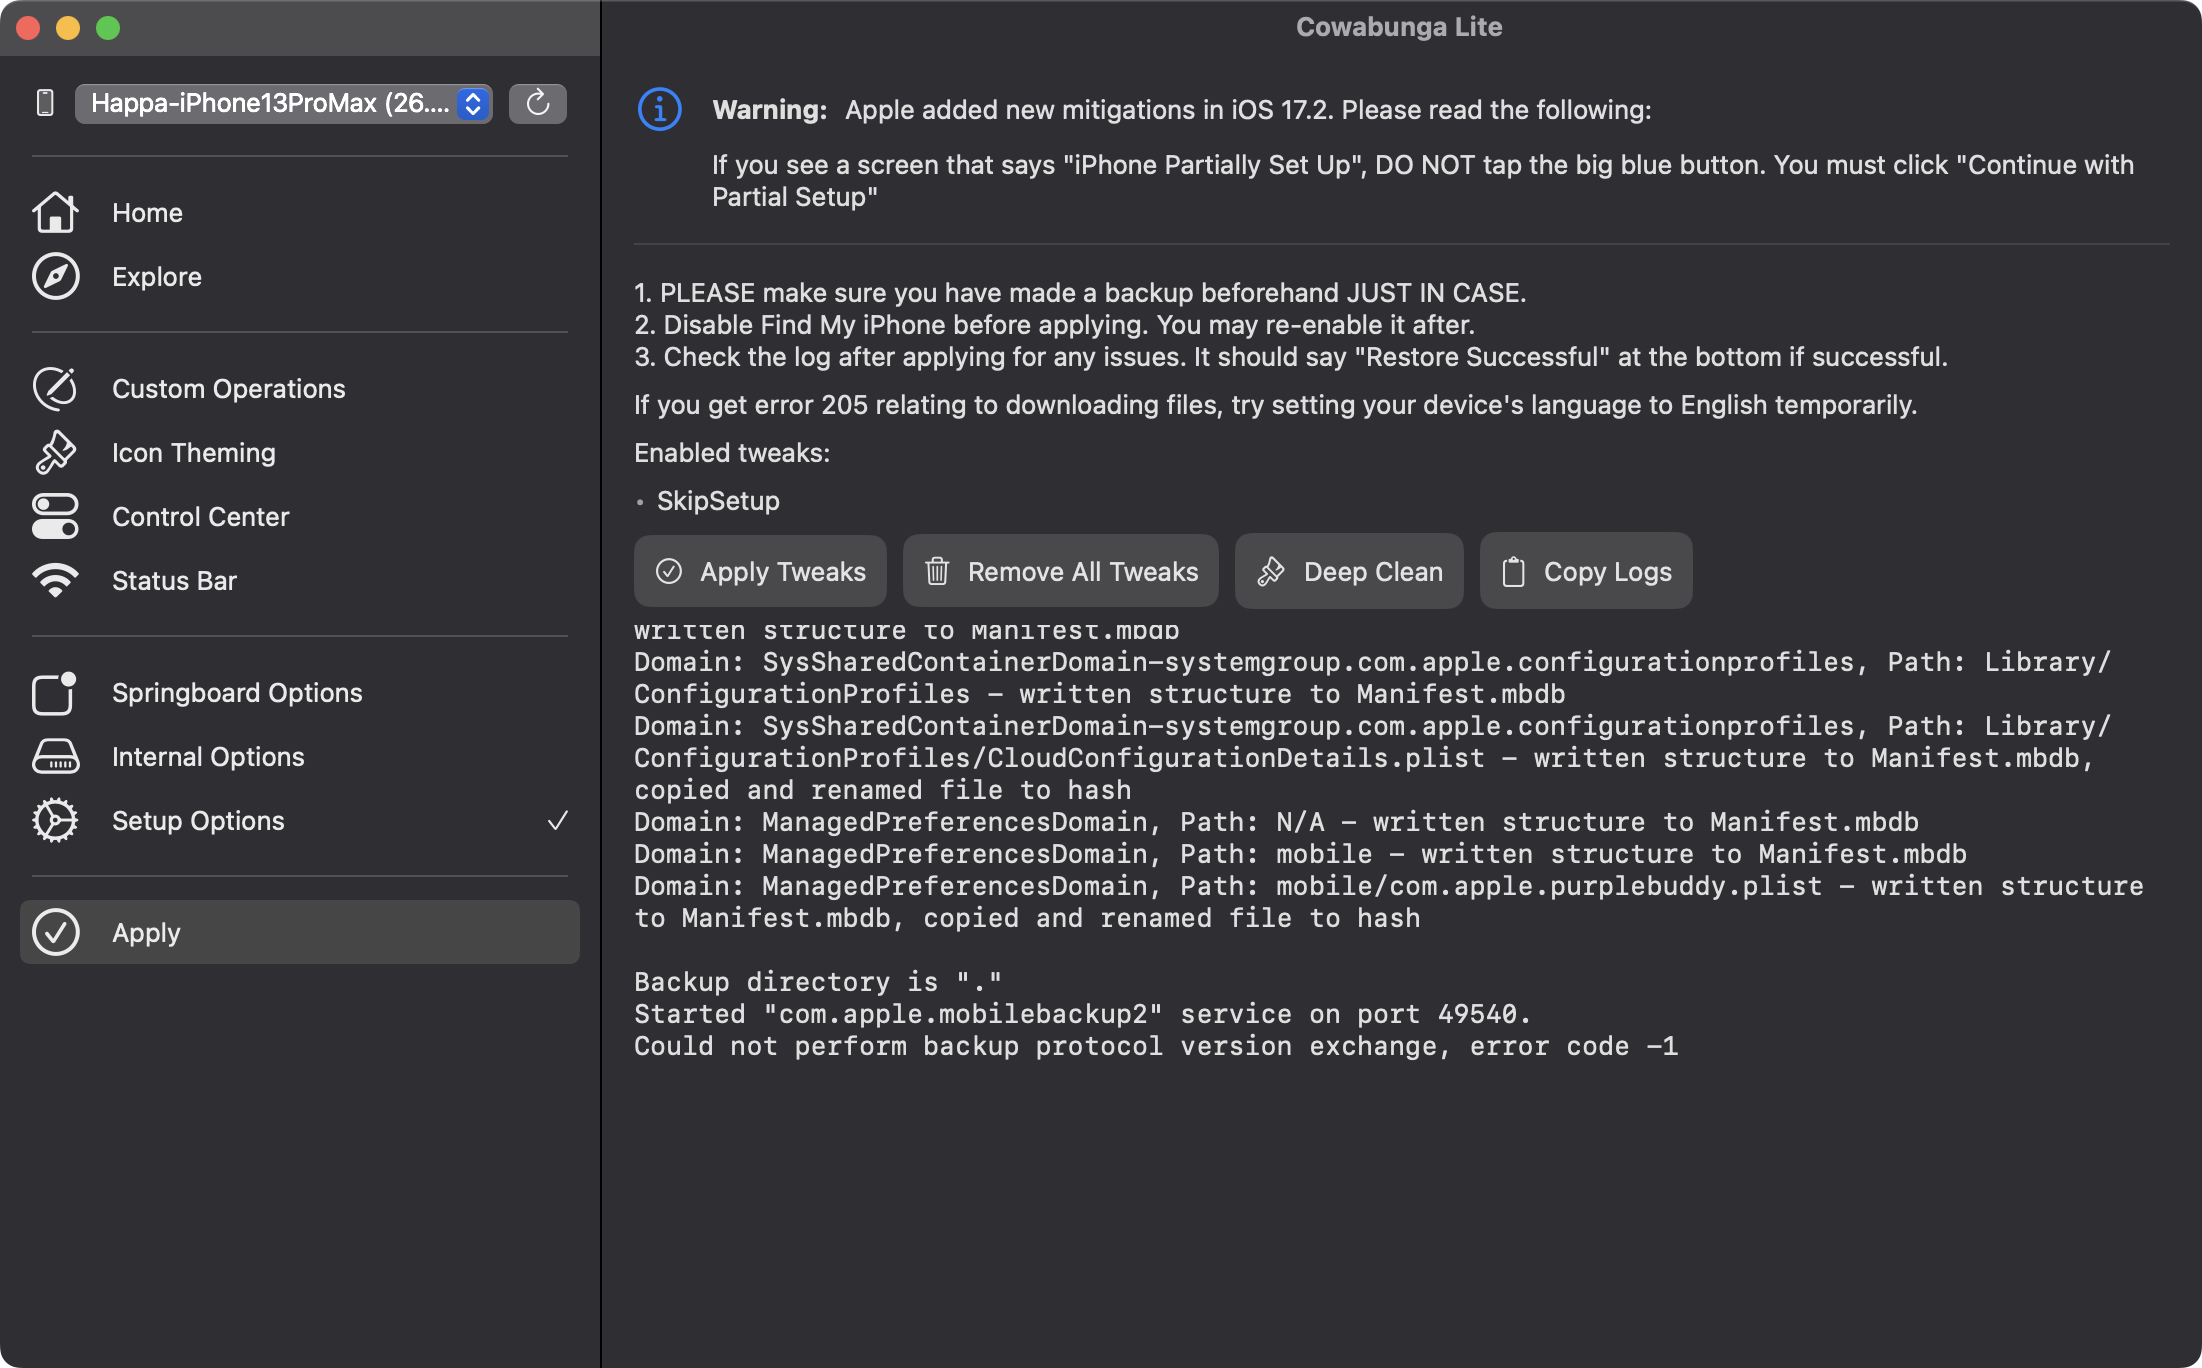 Cowabunga Lite
Happa-iPhone13ProMax (26....
Home
Explore
Custom Operations
Icon Theming
Control Center
Status Bar
Springboard Options
Internal Options
Setup Options
Apply
Warning: Apple added new mitigations in iOS 17.2. Please read the following:
If you see a screen that says "iPhone Partially Set Up", DO NOT tap the big blue button. You must click "Continue with
Partial Setup"
1. PLEASE make sure you have made a backup beforehand JUST IN CASE.
2. Disable Find My iPhone before applying. You may re-enable it after.
3. Check the log after applying for any issues. It should say "Restore Successful" at the bottom if successful.
If you get error 205 relating to downloading files, try setting your device's language to English temporarily.
Enabled tweaks:
• SkipSetup
Apply Tweaks
Remove All Tweaks
Deep Clean
Copy Logs
written structure to Manifest.mbdb
Domain: SysSharedContainerDomain-systemgroup.com.apple.configurationprofiles, Path: Library/
ConfigurationProfiles - written structure to Manifest.mbdb
Domain: SysSharedContainerDomain-systemgroup.com.apple.configurationprofiles, Path: Library/
ConfigurationProfiles/CloudConfigurationDetails.plist - written structure to Manifest.mbdb,
copied and renamed file to hash
Domain: ManagedPreferencesDomain, Path: N/A - written structure to Manifest.mbdb
Domain: ManagedPreferencesDomain, Path: mobile - written structure to Manifest.mbdb
Domain: ManagedPreferencesDomain, Path: mobile/com.apple.purplebuddy.plist - written structure
to Manifest.mbdb, copied and renamed file to hash
Backup directory is "."
Started "com.apple.mobilebackup2" service on port 49540.
Could not perform backup protocol version exchange, error code -1